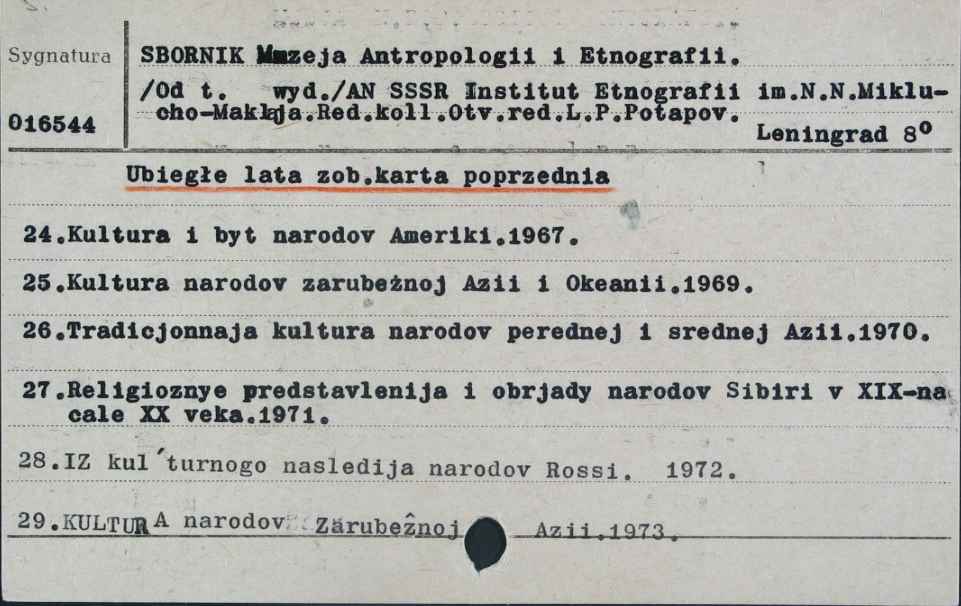 Sygnatura
016544
SBORNIK Muzeja Antropologii i Etnografii.
/Od t. wyd./AN SSSR Institut Etnografii im.N.N.Miklu-
cho-Maklaja.Red.koll.Otv.red.L.P.Potapov.
Leningrad 8⁰
Ubiegłe lata zob.karta poprzednia
24.Kultura i byt narodov Ameriki.1967.
25.Kultura narodov zarubeżnoj Azii i Okeanii.1969.
26.Tradicjonnaja kultura narodov perednej i srednej Azii.1970.
27.Religioznye predstavlenija i obrjady narodov Sibiri v XIX-na
cale XX veka.1971.
28.IZ kul´turnogo nasledija narodov Rossi. 1972.
29.KULTURA narodov Zarubežnoj Azii.1973.